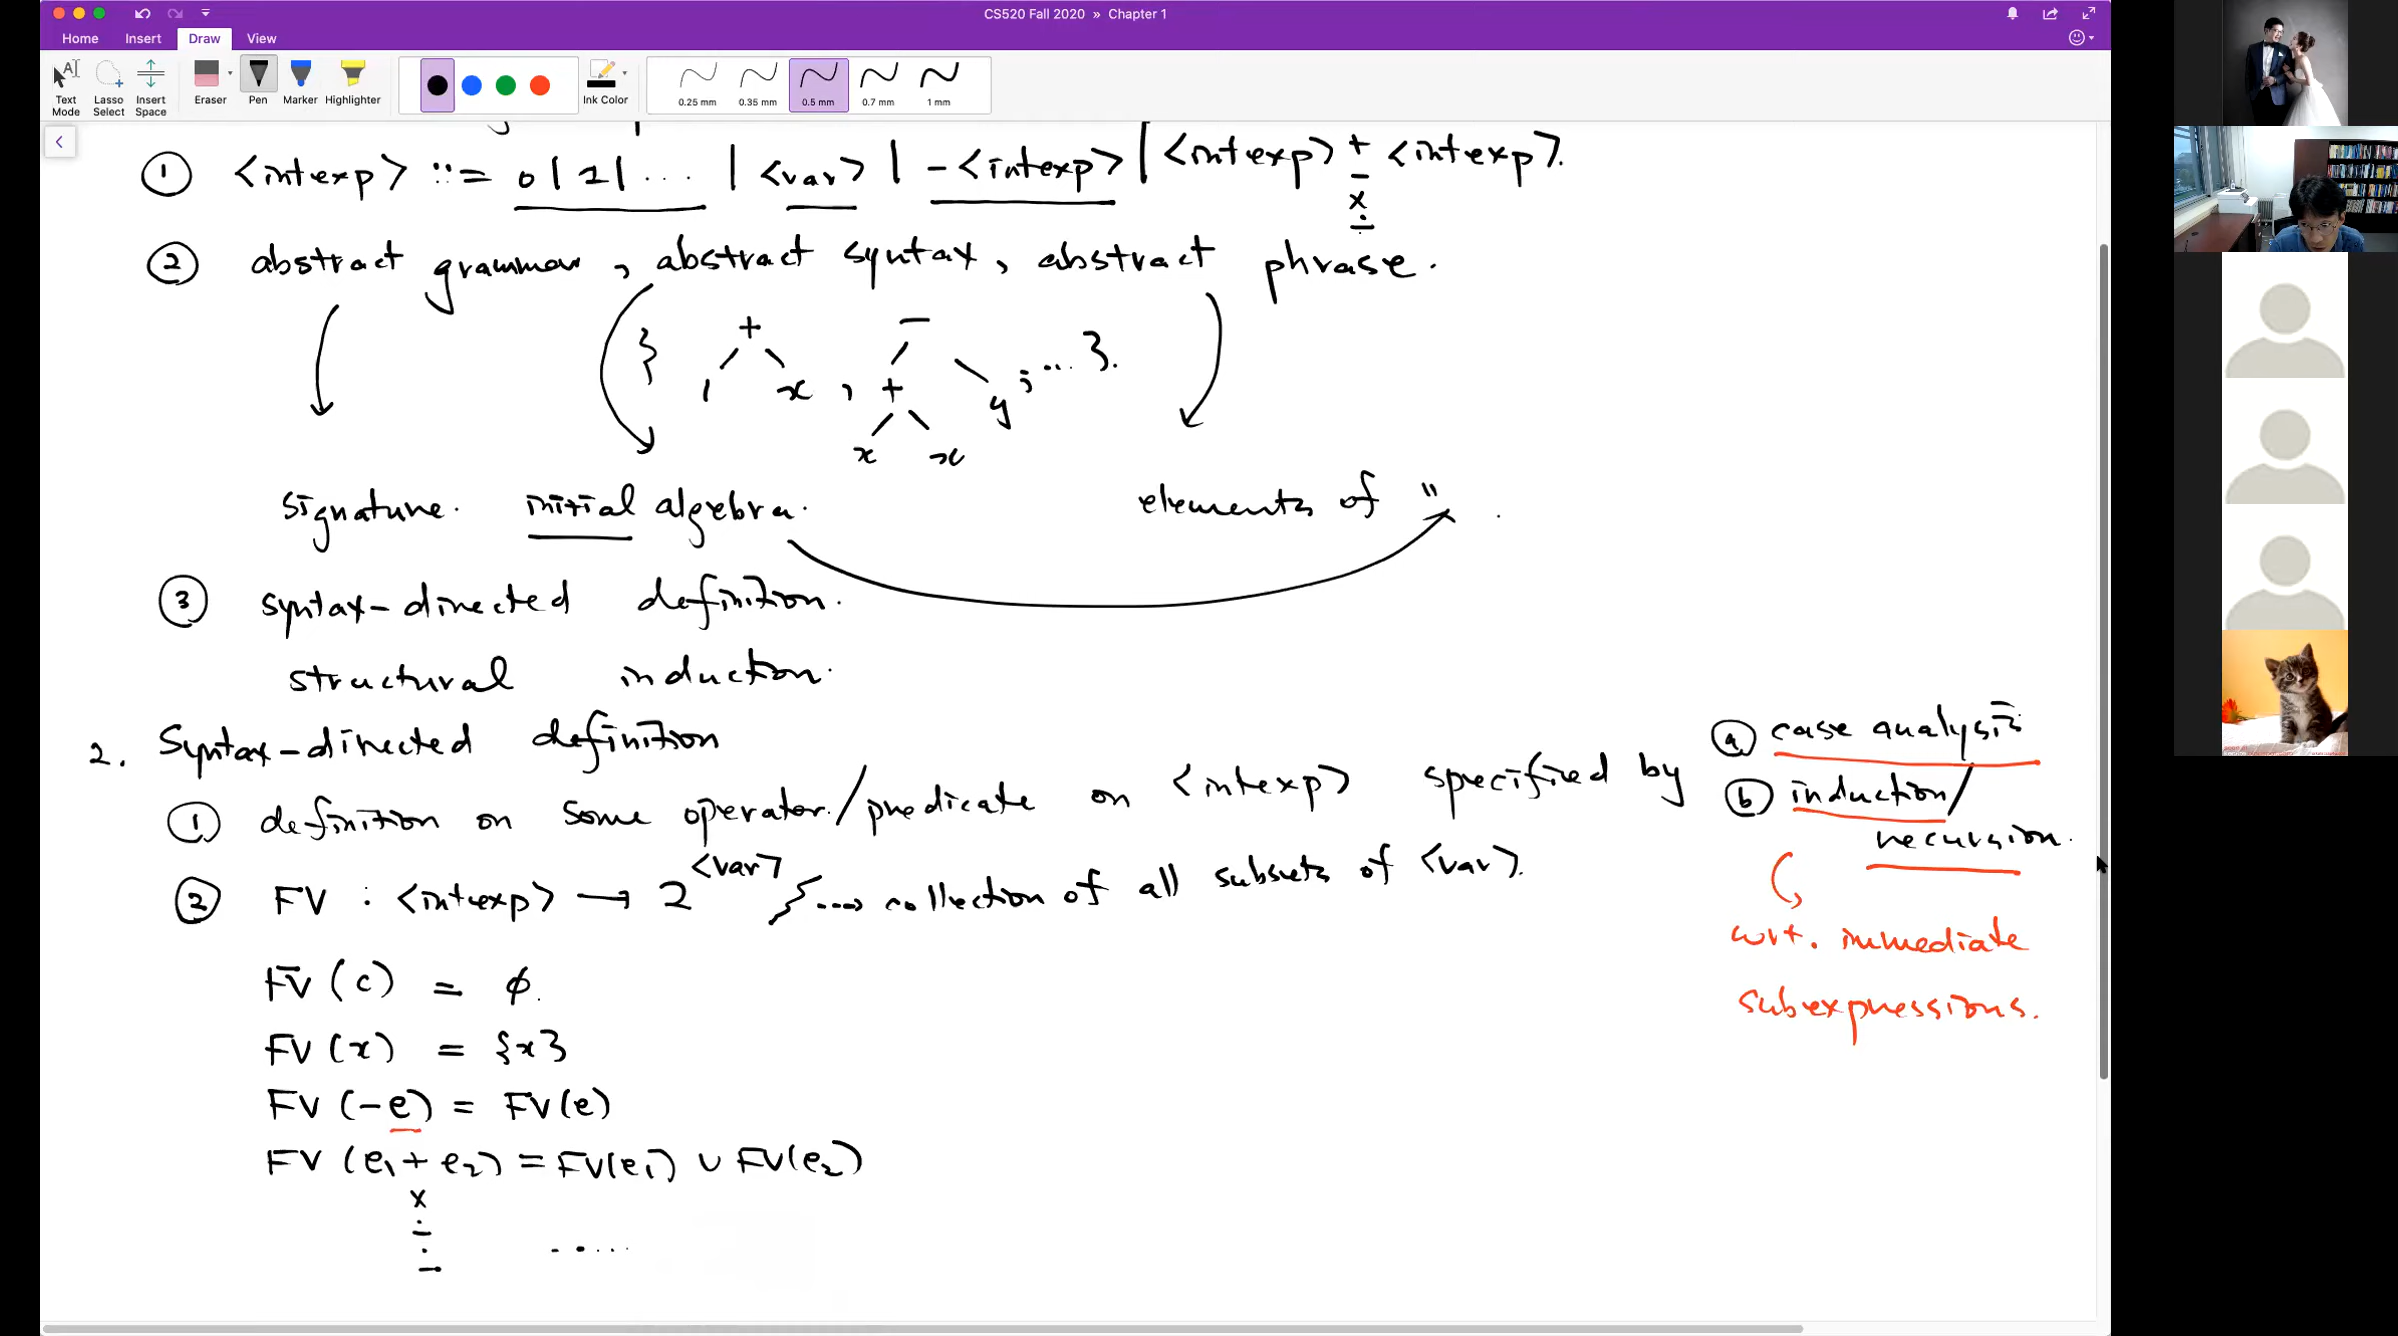 CS520 Fall 2020 » Chapter 1
Home Insert Draw View
Text Mode Lasso Select Insert Space Eraser Pen Marker Highlighter Ink Color 0.25 mm 0.35 mm 0.5 mm 0.7 mm 1 mm
① <intexp> ::= 0 | 1 | ... | <var> | -<intexp> | <intexp> + <intexp>.
-
x
÷
② abstract grammar, abstract syntax, abstract phrase.
{ + , - , ... }.
1 x + y
x x
signature. initial algebra. elements of " .
③ syntax-directed definition.
structural induction.
2. Syntax-directed definition
① definition on some operator/predicate on <intexp> specified by ⓐ case analysis
ⓑ induction/
recursion.
② FV : <intexp> → 2^<var> ...→ collection of all subsets of <var>.
wrt. immediate
subexpressions.
FV (c) = ∅.
FV (x) = {x}
FV (-e) = FV(e)
FV (e₁ + e₂) = FV(e₁) ∪ FV(e₂)
x
÷
.....